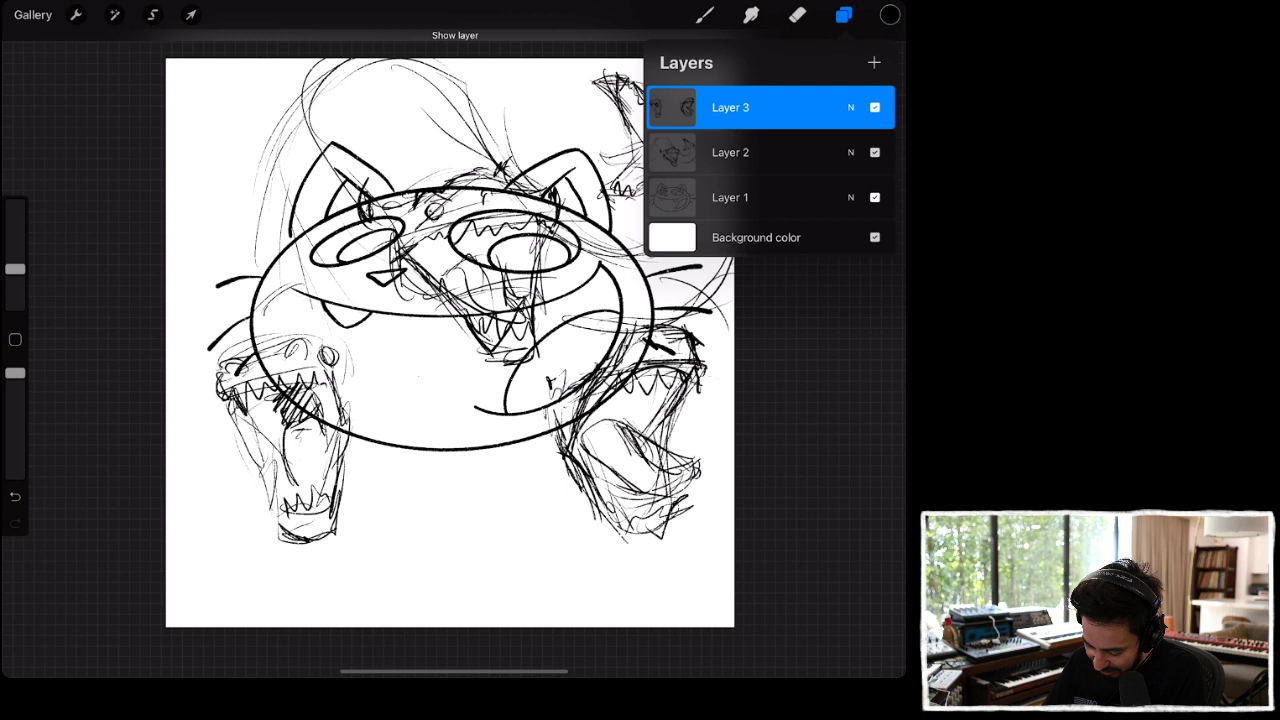 Gallery
Show layer
Layers
Layer 3 N
Layer 2 N
Layer 1 N
Background color